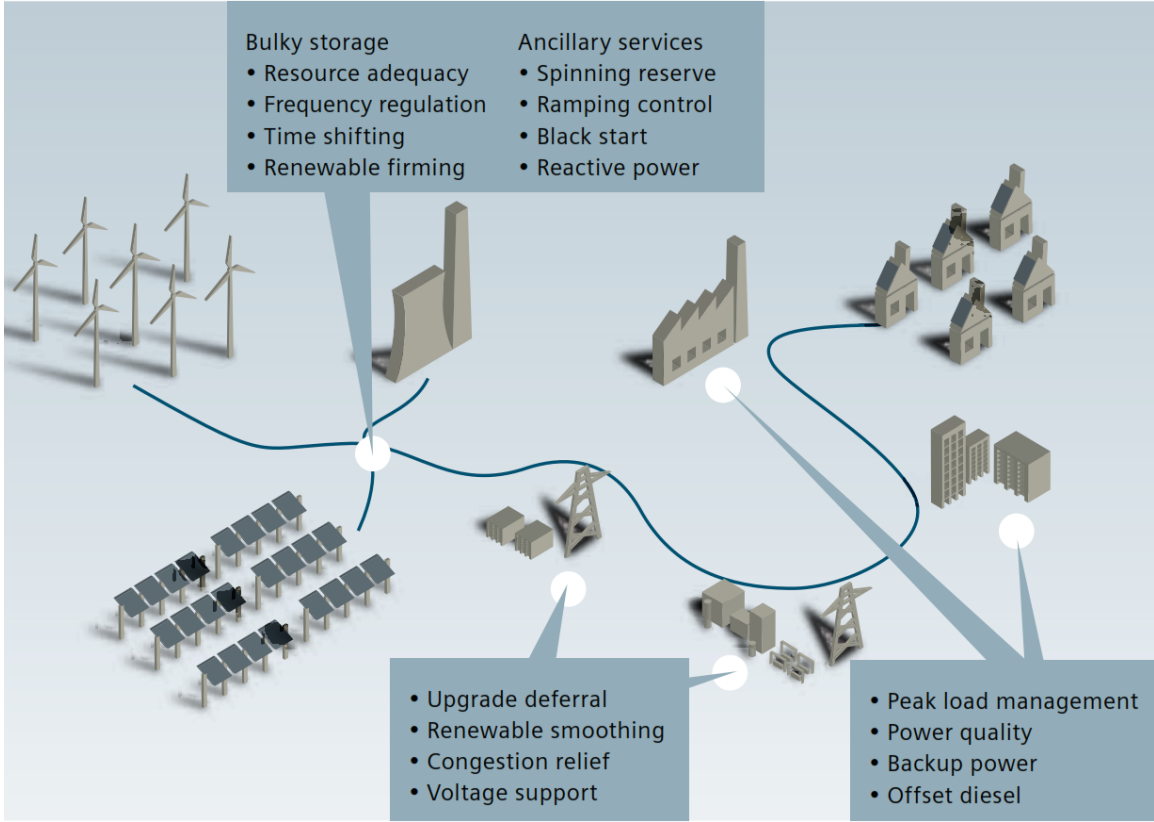 Bulky storage
• Resource adequacy
• Frequency regulation
• Time shifting
• Renewable firming
Ancillary services
• Spinning reserve
• Ramping control
• Black start
• Reactive power
• Upgrade deferral
• Renewable smoothing
• Congestion relief
• Voltage support
• Peak load management
• Power quality
• Backup power
• Offset diesel